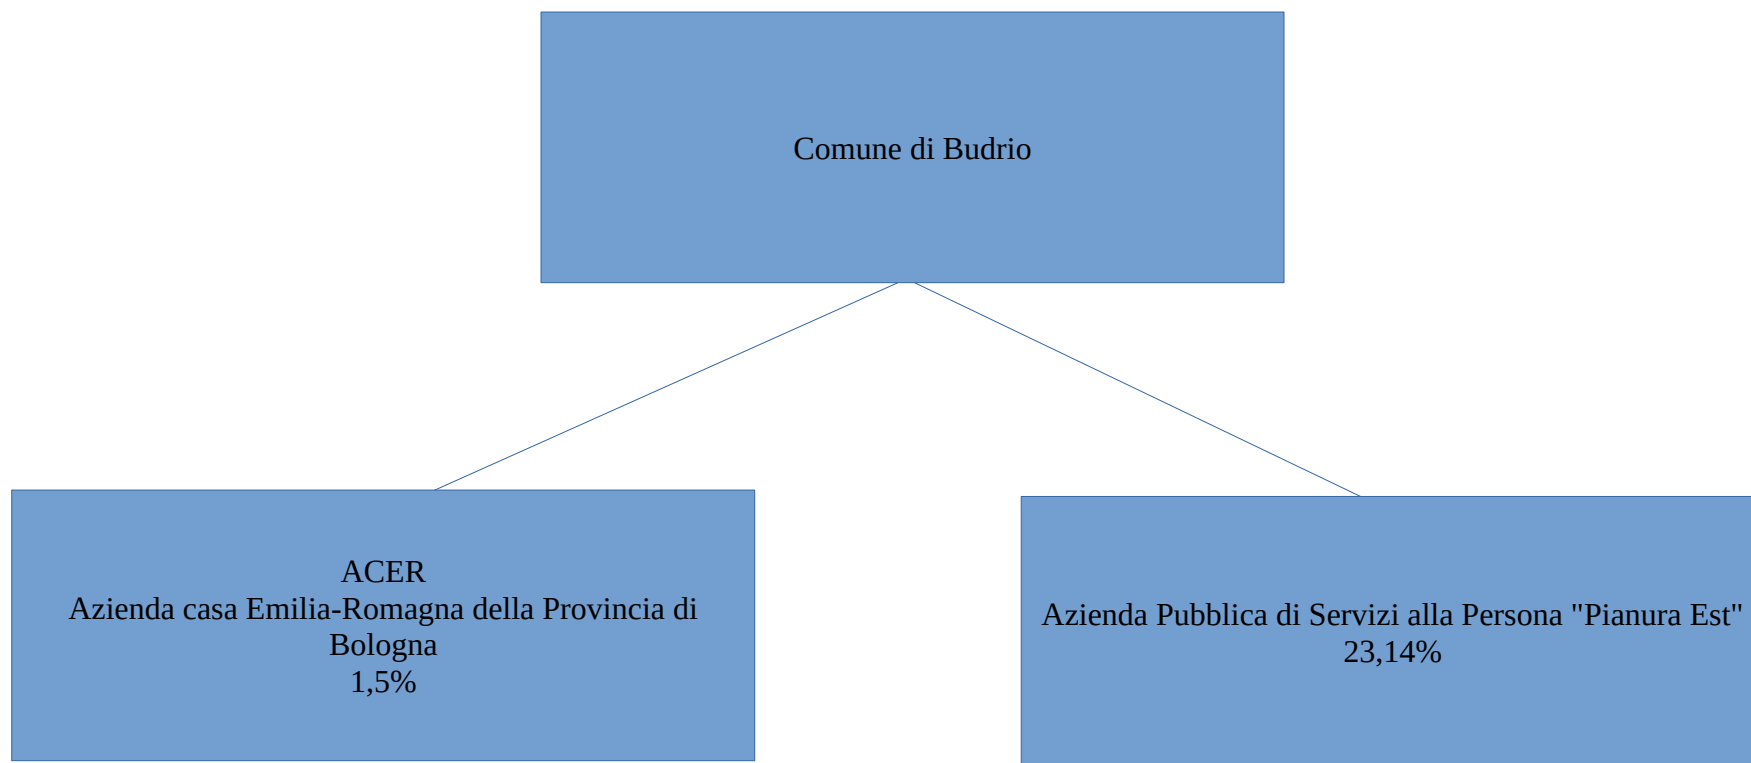 Comune di Budrio
ACER
Azienda casa Emilia-Romagna della Provincia di
Bologna
1,5%
Azienda Pubblica di Servizi alla Persona "Pianura Est"
23,14%